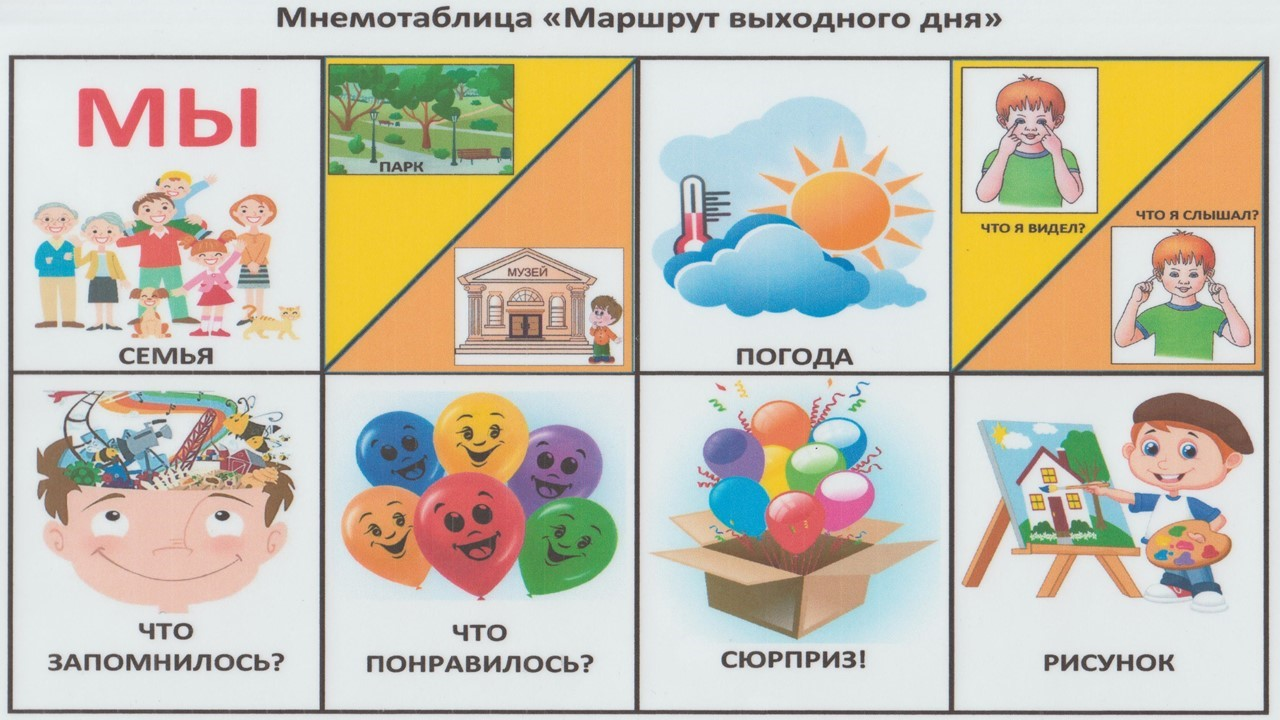 Мнемотаблица «Маршрут выходного дня»
МЫ
СЕМЬЯ
ПАРК
МУЗЕЙ
ПОГОДА
ЧТО Я ВИДЕЛ?
ЧТО Я СЛЫШАЛ?
ЧТО
ЗАПОМНИЛОСЬ?
ЧТО
ПОНРАВИЛОСЬ?
СЮРПРИЗ!
РИСУНОК